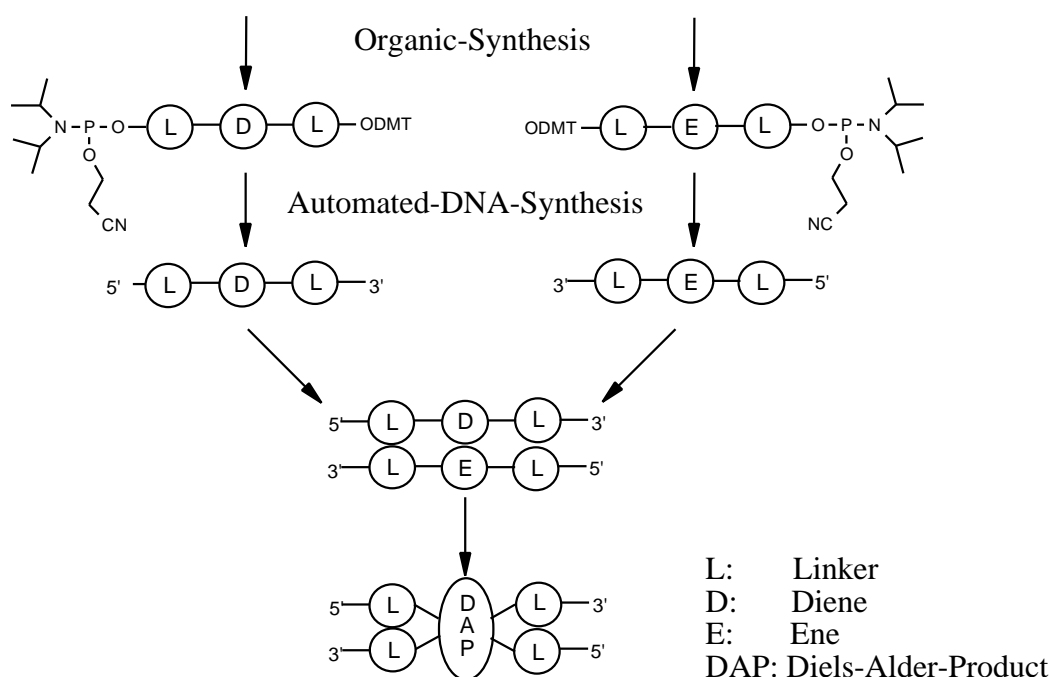 Organic-Synthesis
N P O L D L ODMT
O
CN
ODMT L E L O P N
O
NC
Automated-DNA-Synthesis
5' L D L 3'
3' L E L 5'
5' L D L 3'
3' L E L 5'
5' L D L 3'
A
3' L P L 5'
L: Linker
D: Diene
E: Ene
DAP: Diels-Alder-Product